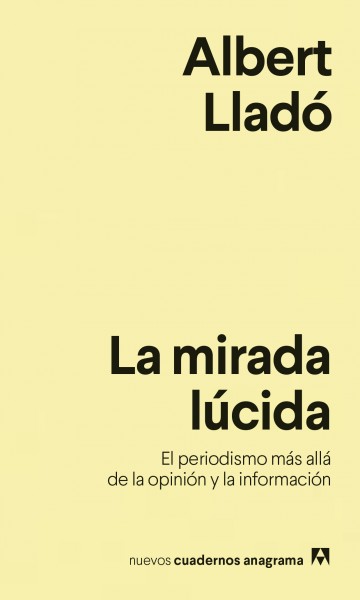 Albert
Lladó
La mirada
lúcida
El periodismo más allá
de la opinión y la información
nuevos cuadernos anagrama